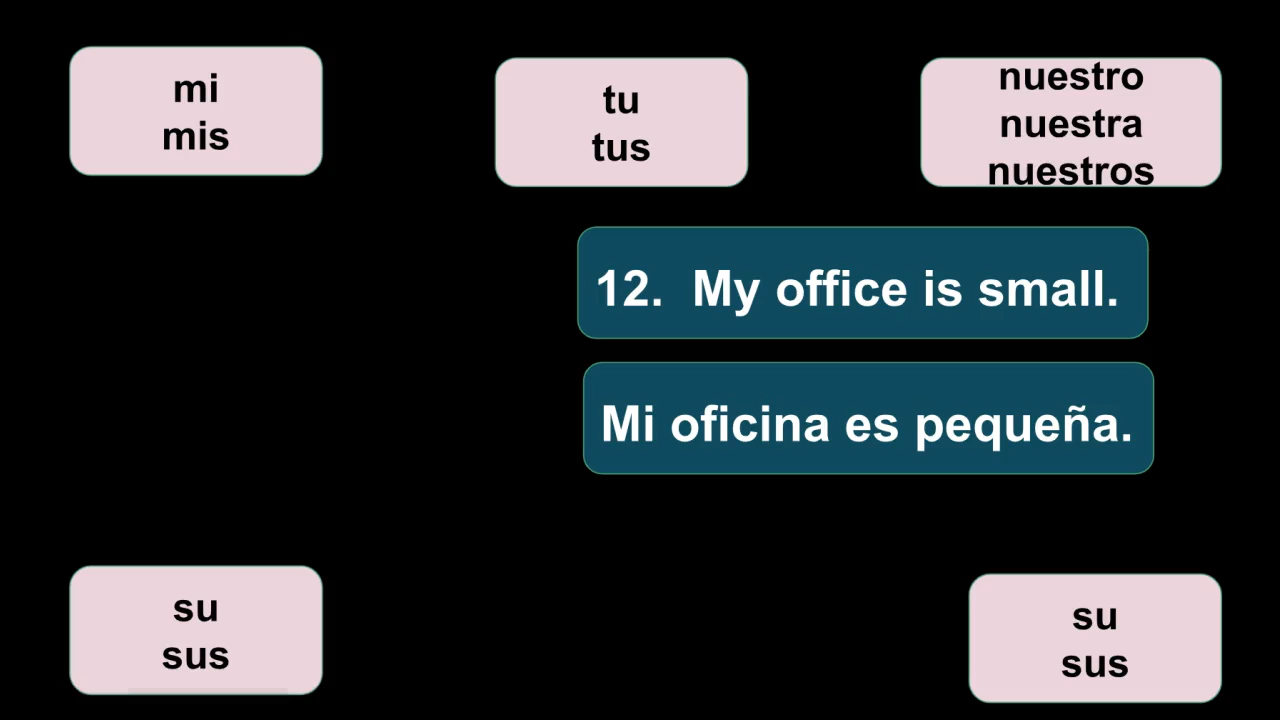 mi
mis
tu
tus
nuestro
nuestra
nuestros
12. My office is small.
Mi oficina es pequeña.
su
sus
su
sus